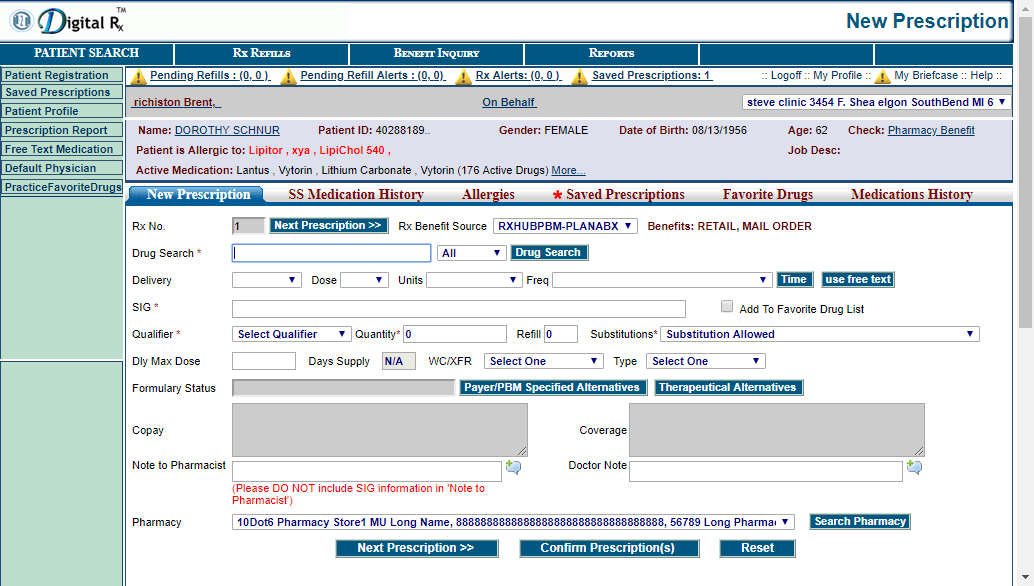 Digital Rx TM
New Prescription
PATIENT SEARCH RX REFILLS BENEFIT INQUIRY REPORTS
Patient Registration
Saved Prescriptions
Patient Profile
Prescription Report
Free Text Medication
Default Physician
PracticeFavoriteDrugs
Pending Refills : (0, 0 ) Pending Refill Alerts : (0, 0) Rx Alerts: (0, 0 ) Saved Prescriptions: 1 :: Logoff :: My Profile :: My Briefcase :: Help ::
richiston Brent, On Behalf steve clinic 3454 F. Shea elgon SouthBend MI 6
Name: DOROTHY SCHNUR Patient ID: 40288189.. Gender: FEMALE Date of Birth: 08/13/1956 Age: 62 Check: Pharmacy Benefit
Patient is Allergic to: Lipitor , xya , LipiChol 540 , Job Desc:
Active Medication: Lantus , Vytorin , Lithium Carbonate , Vytorin (176 Active Drugs) More...
New Prescription SS Medication History Allergies * Saved Prescriptions Favorite Drugs Medications History
Rx No. 1 Next Prescription >> Rx Benefit Source RXHUBPBM-PLANABX Benefits: RETAIL, MAIL ORDER
Drug Search * All Drug Search
Delivery Dose Units Freq Time use free text
SIG * Add To Favorite Drug List
Qualifier * Select Qualifier Quantity* 0 Refill 0 Substitutions* Substitution Allowed
Dly Max Dose Days Supply N/A WC/XFR Select One Type Select One
Formulary Status Payer/PBM Specified Alternatives Therapeutical Alternatives
Copay Coverage
Note to Pharmacist Doctor Note
(Please DO NOT include SIG information in 'Note to
Pharmacist')
Pharmacy 10Dot6 Pharmacy Store1 MU Long Name, Search Pharmacy
Next Prescription >> Confirm Prescription(s) Reset